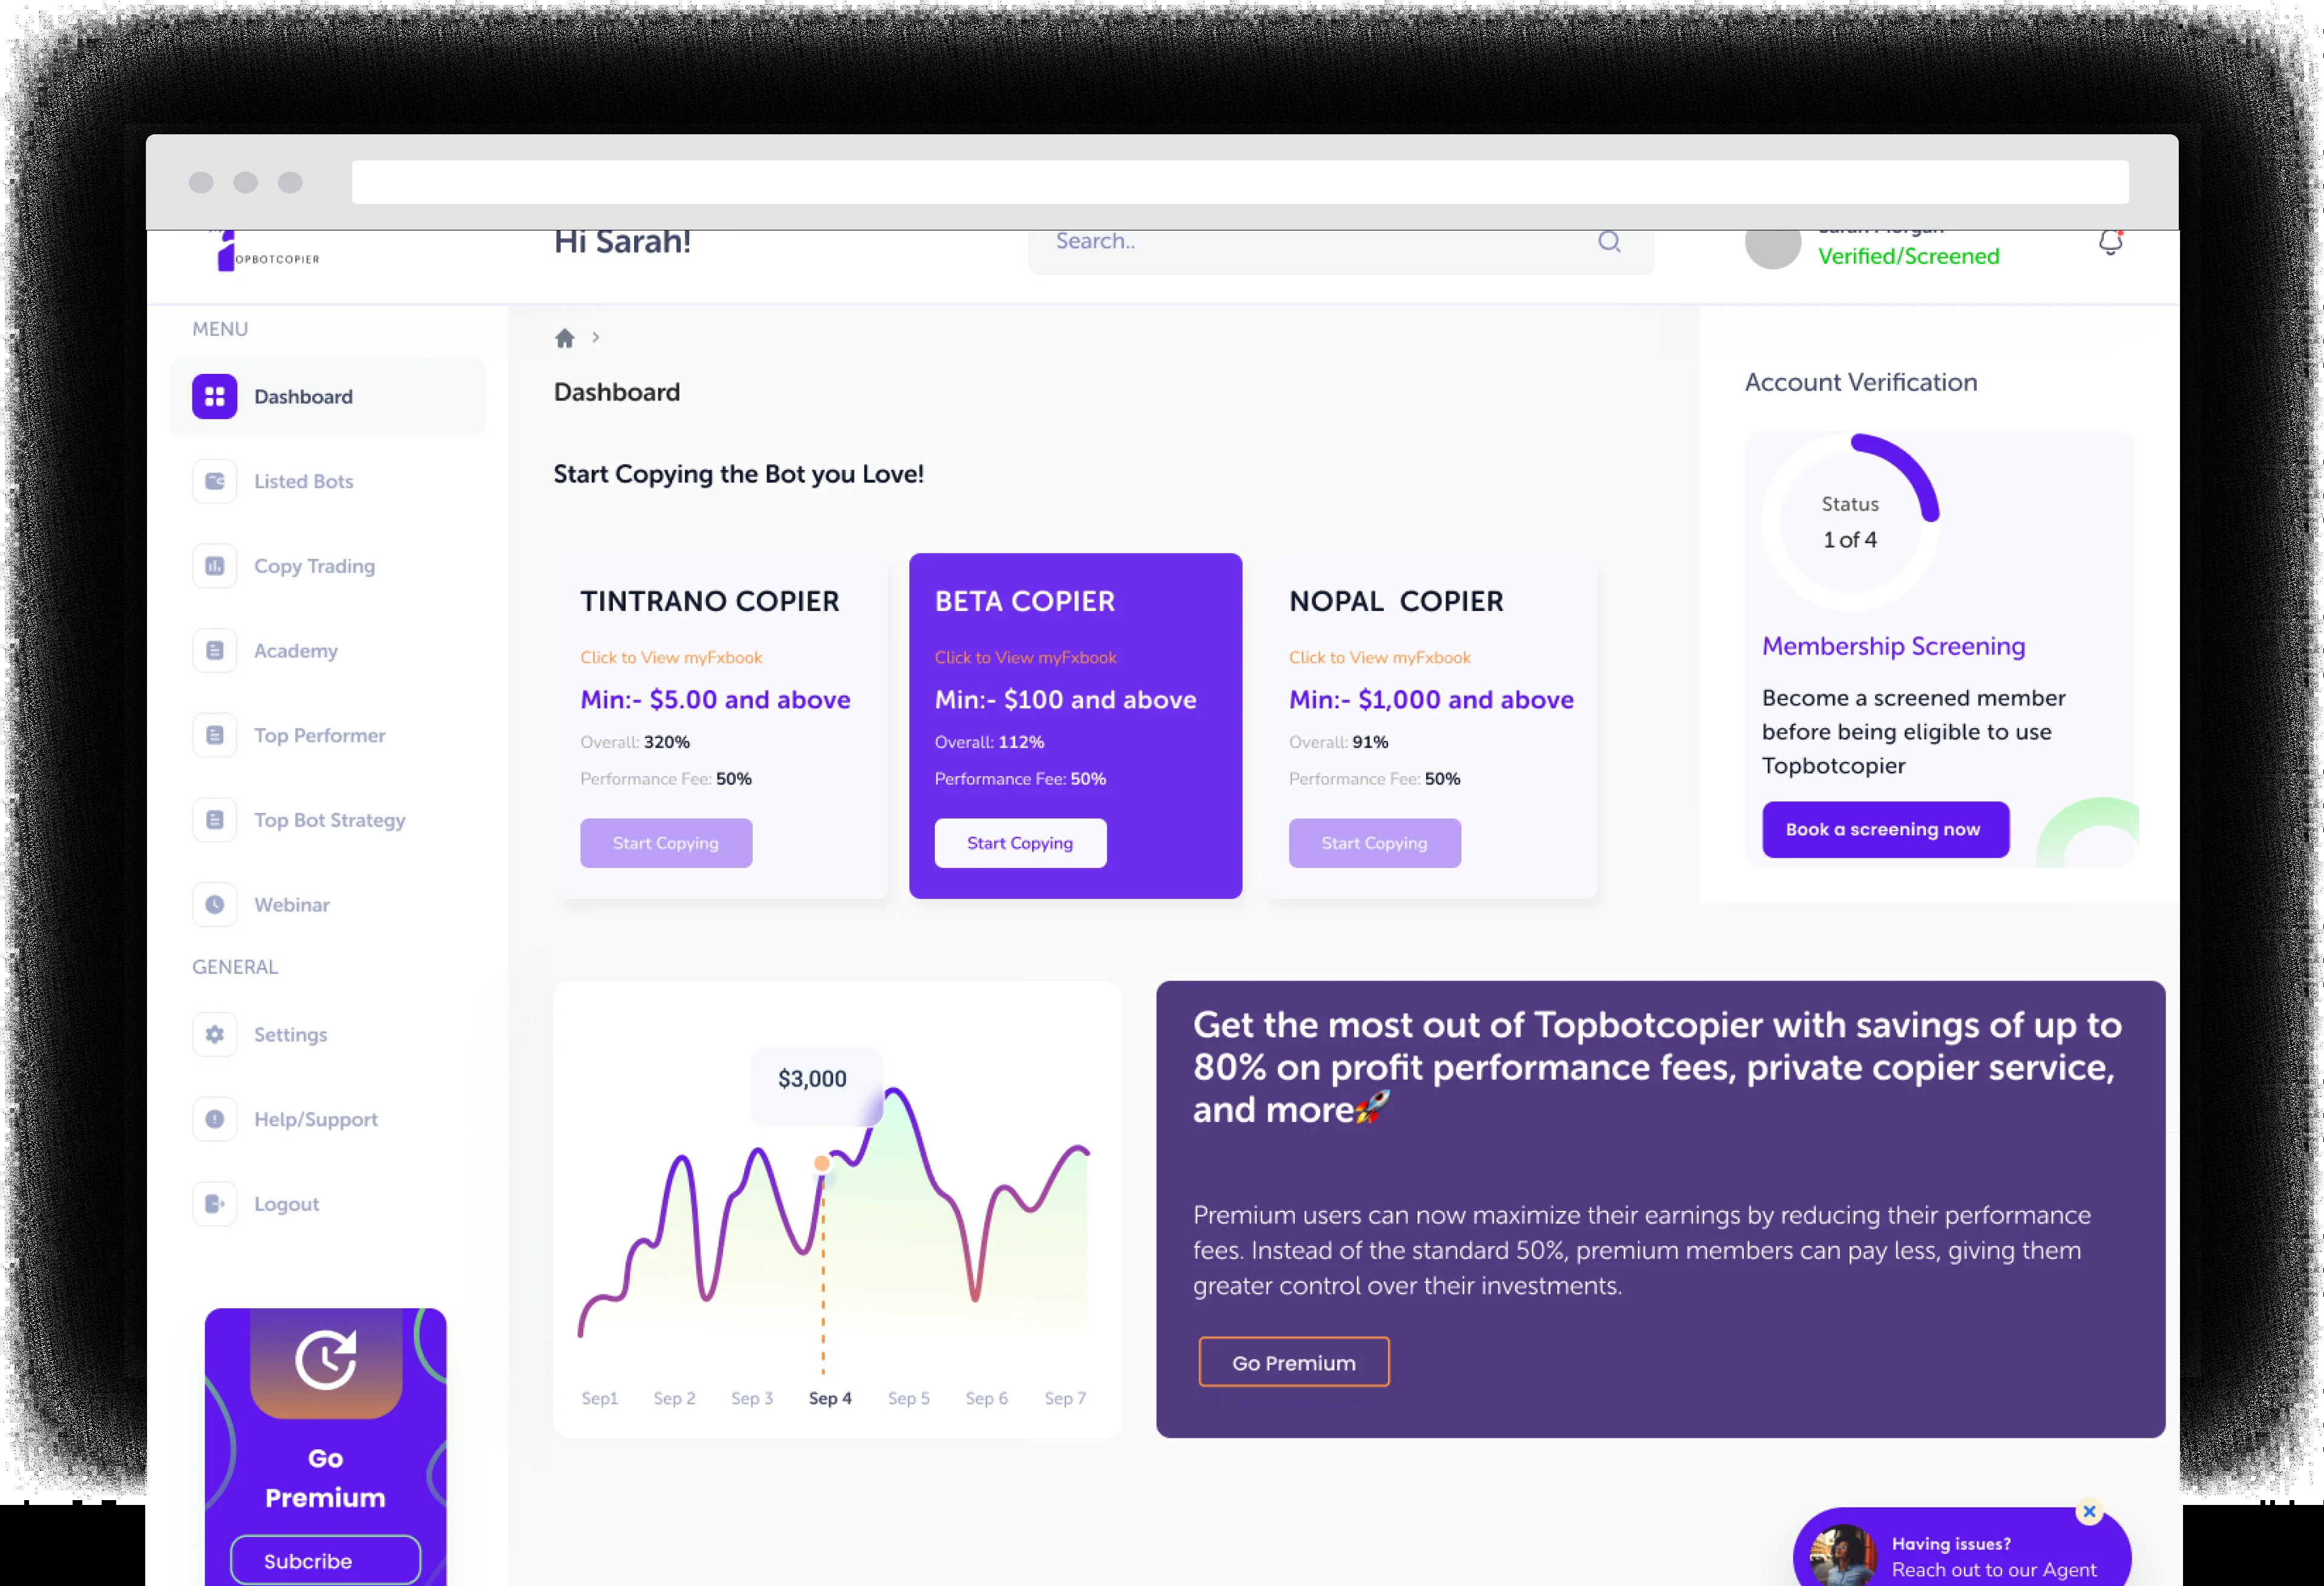 OPBOTCOPIER
Hi Sarah!
Search..
Sarah Morgan
Verified/Screened
MENU
Dashboard
Listed Bots
Copy Trading
Academy
Top Performer
Top Bot Strategy
Webinar
GENERAL
Settings
Help/Support
Logout
Go
Premium
Subcribe
Dashboard
Start Copying the Bot you Love!
TINTRANO COPIER
Click to View myFxbook
Min:- $5.00 and above
Overall: 320%
Performance Fee: 50%
Start Copying
BETA COPIER
Click to View myFxbook
Min:- $100 and above
Overall: 112%
Performance Fee: 50%
Start Copying
NOPAL COPIER
Click to View myFxbook
Min:- $1,000 and above
Overall: 91%
Performance Fee: 50%
Start Copying
Account Verification
Status
1 of 4
Membership Screening
Become a screened member
before being eligible to use
Topbotcopier
Book a screening now
$3,000
Sep1 Sep 2 Sep 3 Sep 4 Sep 5 Sep 6 Sep 7
Get the most out of Topbotcopier with savings of up to
80% on profit performance fees, private copier service,
and more🚀
Premium users can now maximize their earnings by reducing their performance
fees. Instead of the standard 50%, premium members can pay less, giving them
greater control over their investments.
Go Premium
Having issues?
Reach out to our Agent